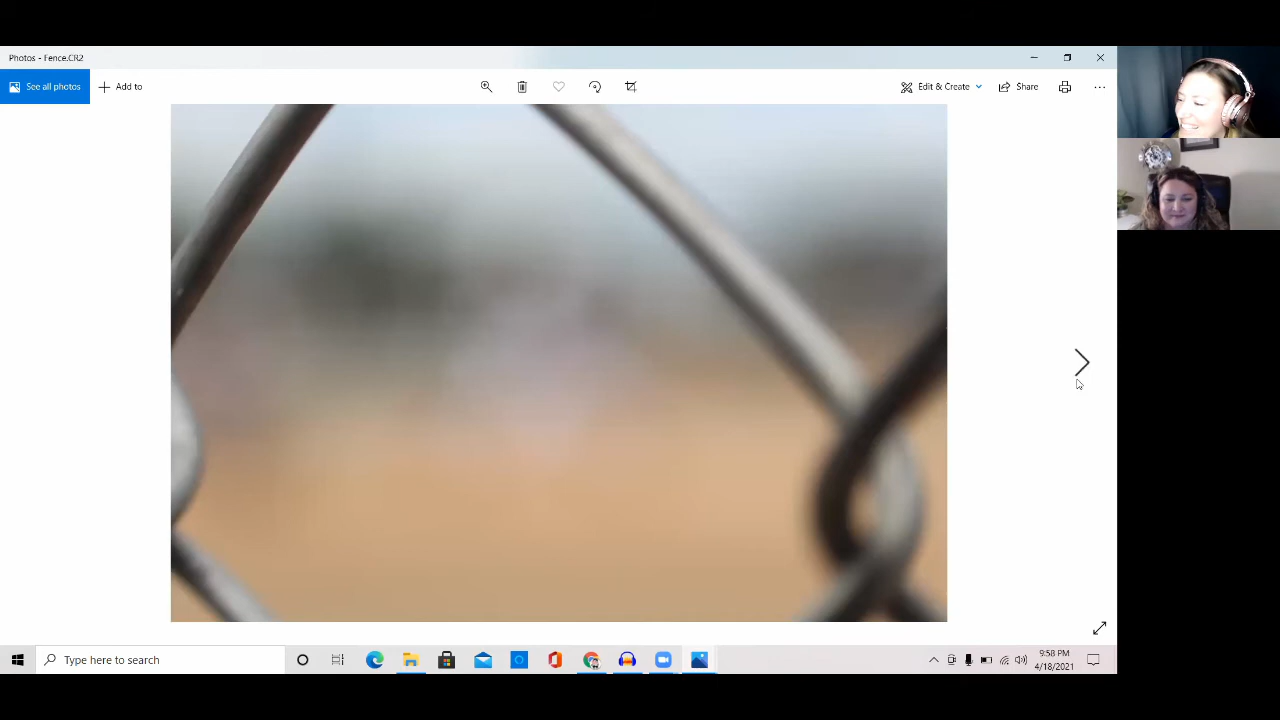 Photos - Fence.CR2
See all photos
Add to
Edit & Create
Share
Type here to search
9:58 PM
4/18/2021